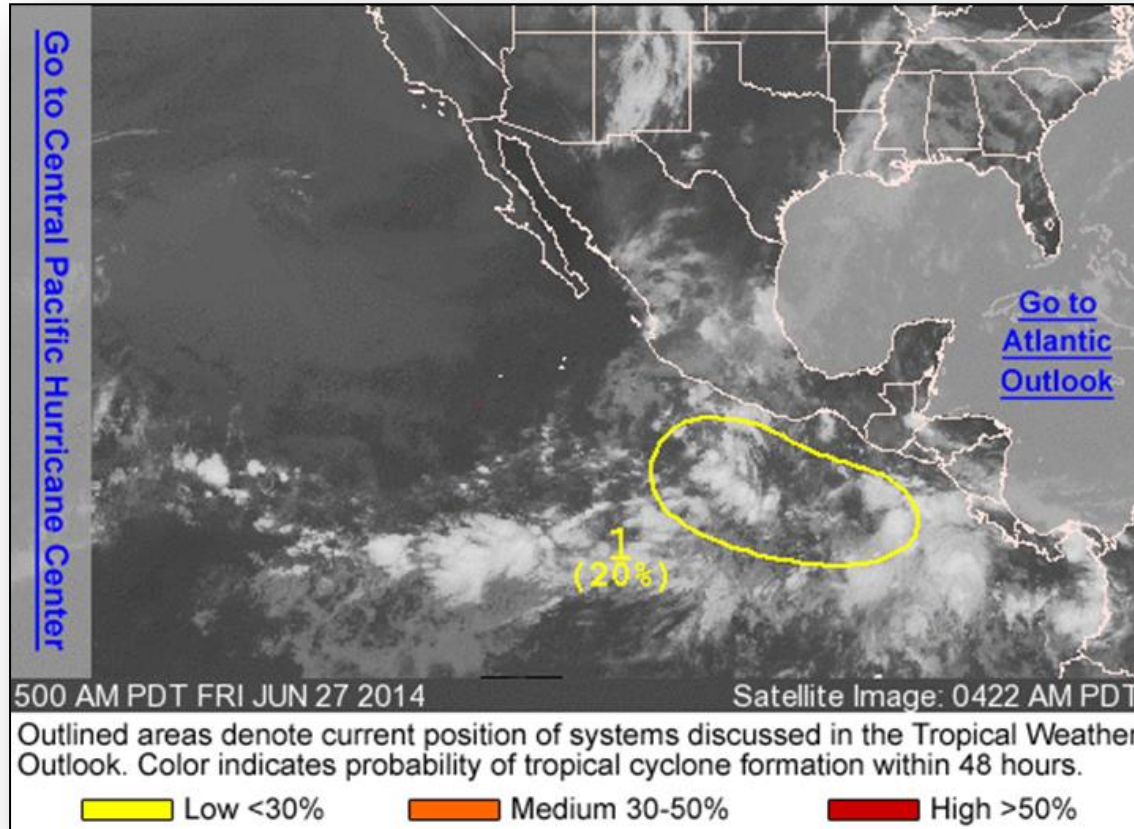 Go to Central Pacific Hurricane Center
Go to
Atlantic
Outlook
1
(20%)
500 AM PDT FRI JUN 27 2014
Satellite Image: 0422 AM PDT
Outlined areas denote current position of systems discussed in the Tropical Weather
Outlook. Color indicates probability of tropical cyclone formation within 48 hours.
Low <30%
Medium 30-50%
High >50%